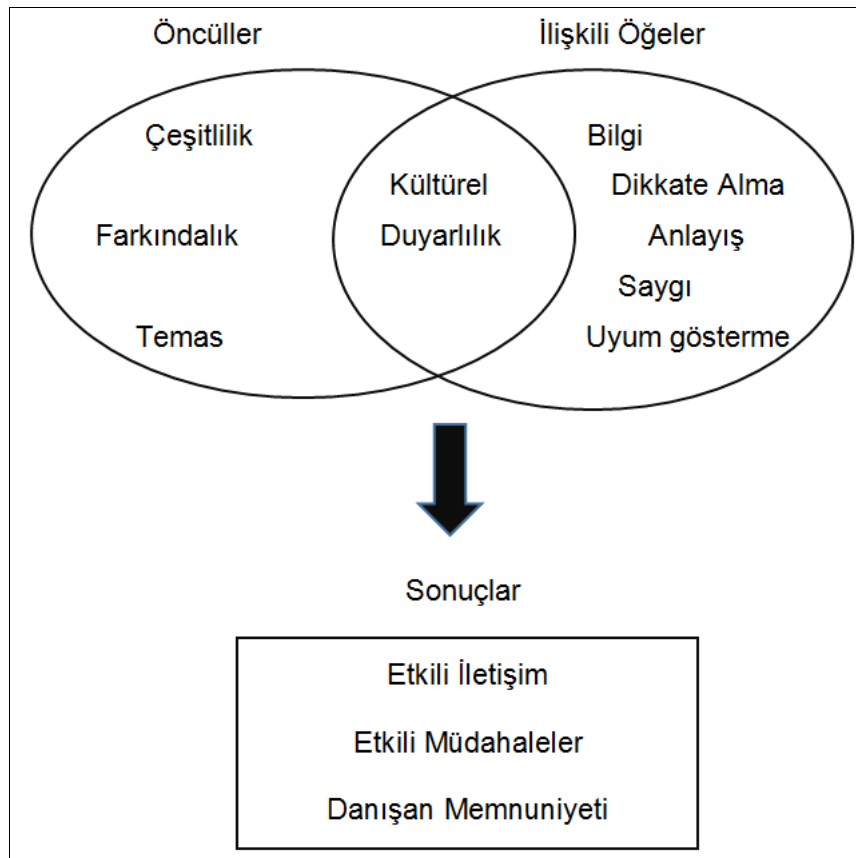 Öncüller
İlişkili Öğeler
Çeşitlilik
Farkındalık
Temas
Kültürel
Duyarlılık
Bilgi
Dikkate Alma
Anlayış
Saygı
Uyum gösterme
Sonuçlar
Etkili İletişim
Etkili Müdahaleler
Danışan Memnuniyeti